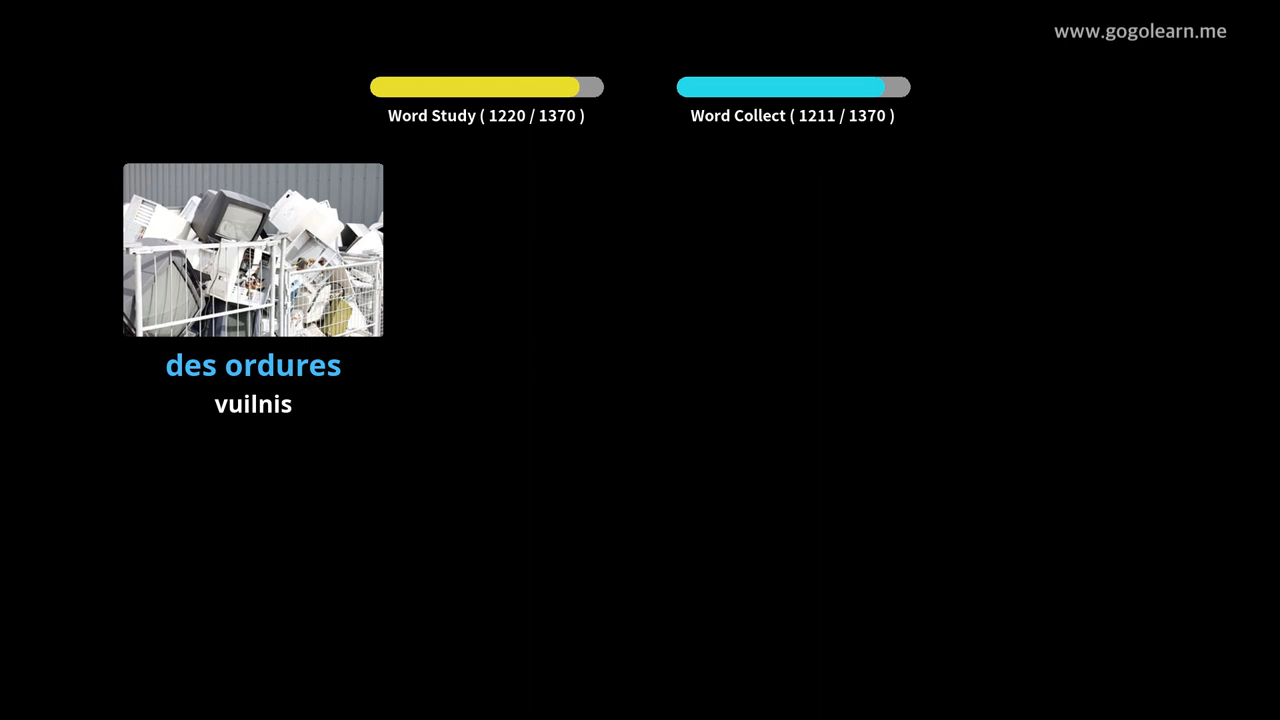 www.gogolearn.me
Word Study ( 1220 / 1370 )
Word Collect ( 1211 / 1370 )
des ordures
vuilnis